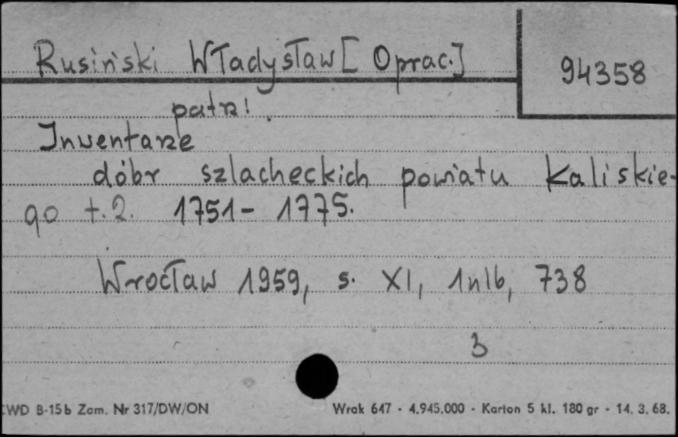 Rusiński Władysław [Oprac.]
94358
patrz!
Inwentarze
dóbr szlacheckich powiatu Kaliskie-
go t.2. 1751- 1775.
Wrocław 1959, s. XI, 1nlb, 738
3
CWD B-15b Zam. Nr 317/DW/ON
Wrak 647 - 4.945.000 - Karton 5 kl. 180 gr - 14. 3. 68.